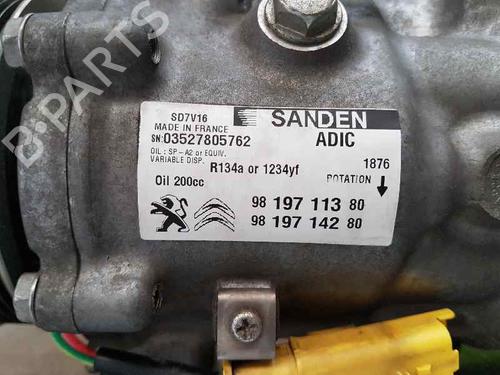 SD7V16
SANDEN
MADE IN FRANCE
SN:03527805762
ADIC
OIL : SP-A2 or EQUIV.
VARIABLE DISP.
R134a or 1234yf
1876
Oil 200cc
ROTATION
98 197 113 80
98 197 142 80